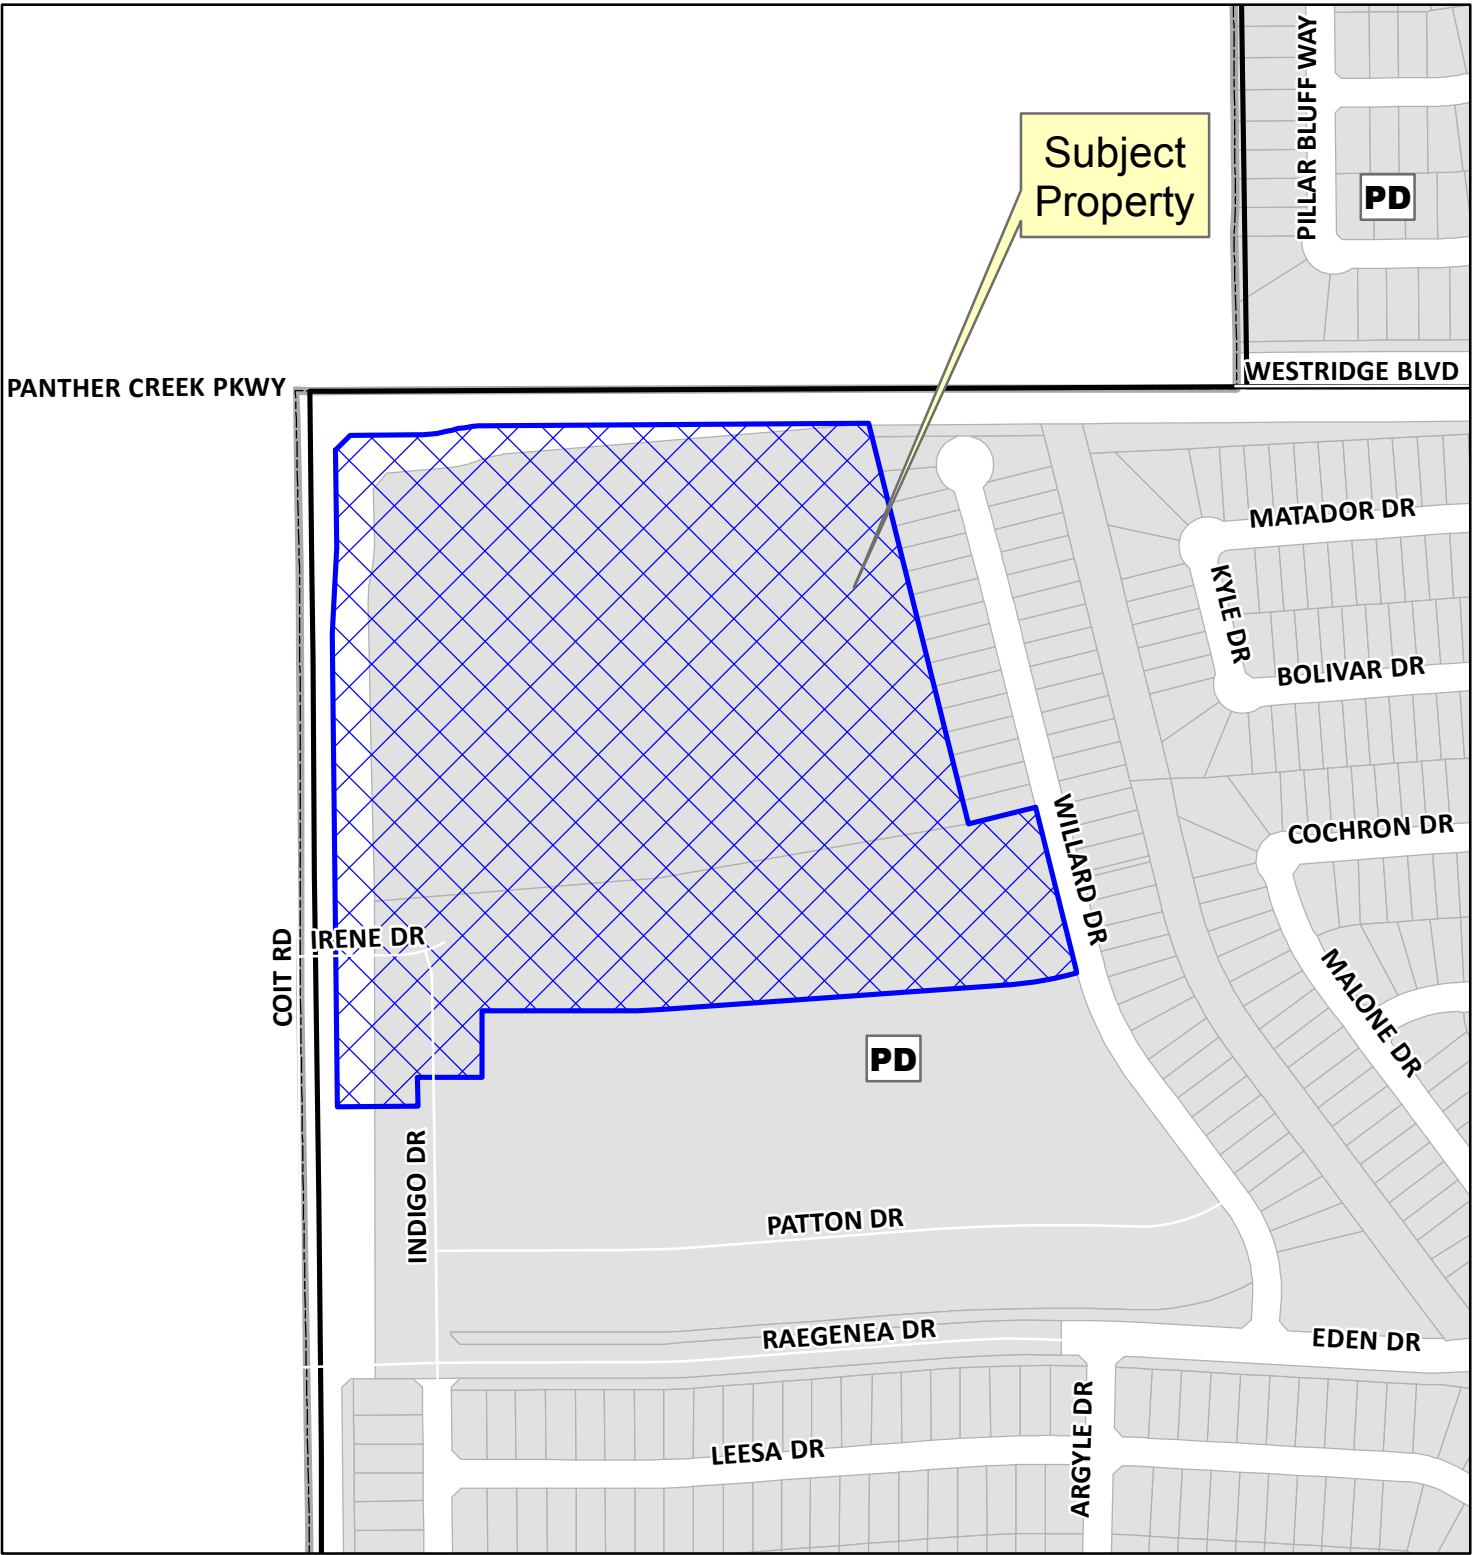 PILLAR BLUFF WAY
Subject
Property
PD
WESTRIDGE BLVD
PANTHER CREEK PKWY
MATADOR DR
KYLE DR
BOLIVAR DR
WILLARD DR
COCHRON DR
IRENE DR
COIT RD
MALONE DR
PD
INDIGO DR
PATTON DR
RAEGENEA DR
EDEN DR
ARGYLE DR
LEESA DR